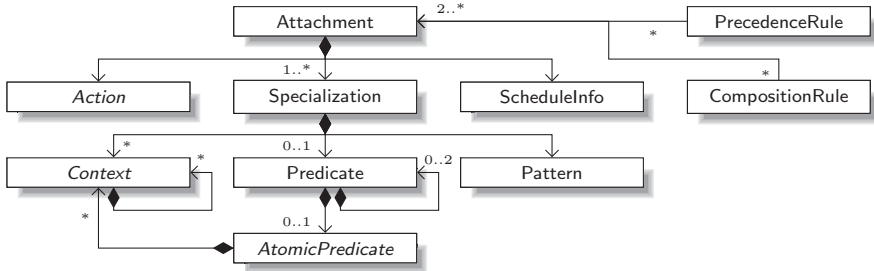 Attachment 2..* * PrecedenceRule
1..* *
Action Specialization ScheduleInfo CompositionRule
* 0..1
* 0..2
Context Predicate Pattern
* 0..1
AtomicPredicate